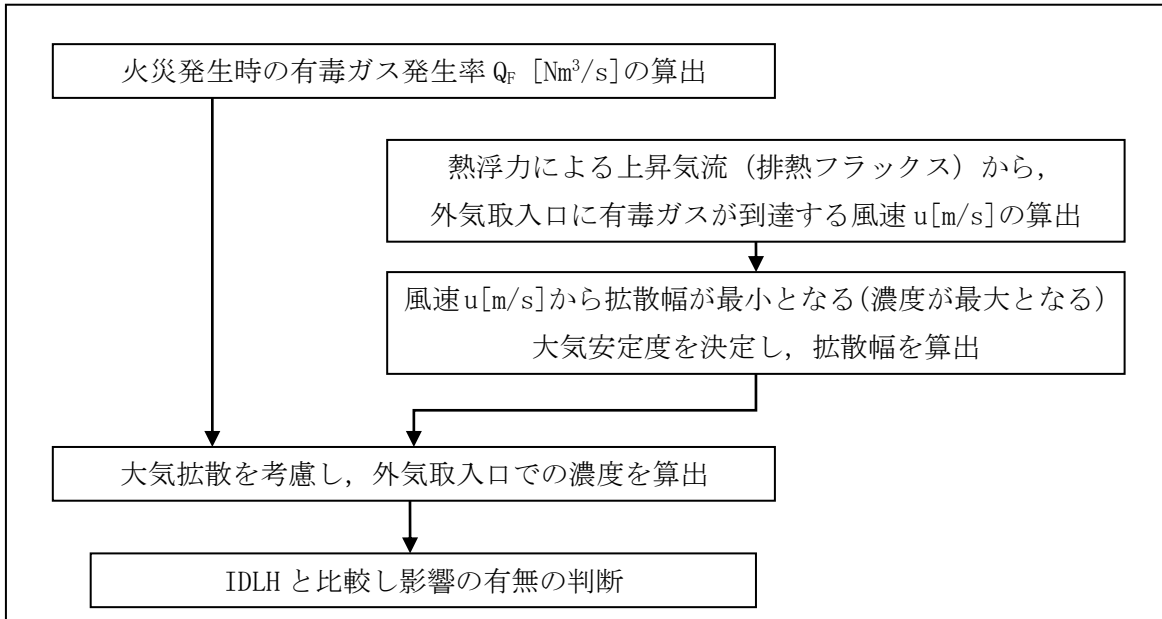 火災発生時の有毒ガス発生率 Q_F [Nm³/s]の算出
熱浮力による上昇気流（排熱フラックス）から，
外気取入口に有毒ガスが到達する風速 u[m/s]の算出
風速 u[m/s]から拡散幅が最小となる(濃度が最大となる)
大気安定度を決定し，拡散幅を算出
大気拡散を考慮し，外気取入口での濃度を算出
IDLH と比較し影響の有無の判断